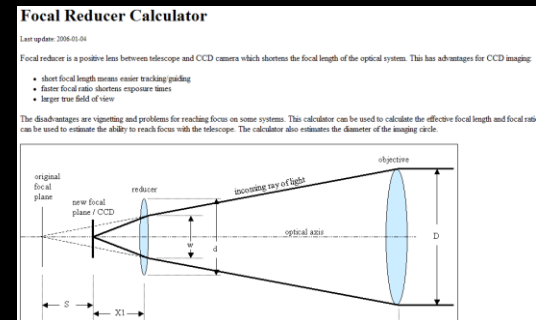 Focal Reducer Calculator
Last update: 2006-01-04
Focal reducer is a positive lens between telescope and CCD camera which shortens the focal length of the optical system. This has advantages for CCD imaging:
short focal length means easier tracking/guiding
faster focal ratio shortens exposure times
larger true field of view
The disadvantages are vignetting and problems for reaching focus on some systems. This calculator can be used to calculate the effective focal length and focal ratio
can be used to estimate the ability to reach focus with the telescope. The calculator also estimates the diameter of the imaging circle.
objective
original
focal
plane
reducer
incoming ray of light
new focal
plane / CCD
optical axis
w
d
D
S
X1